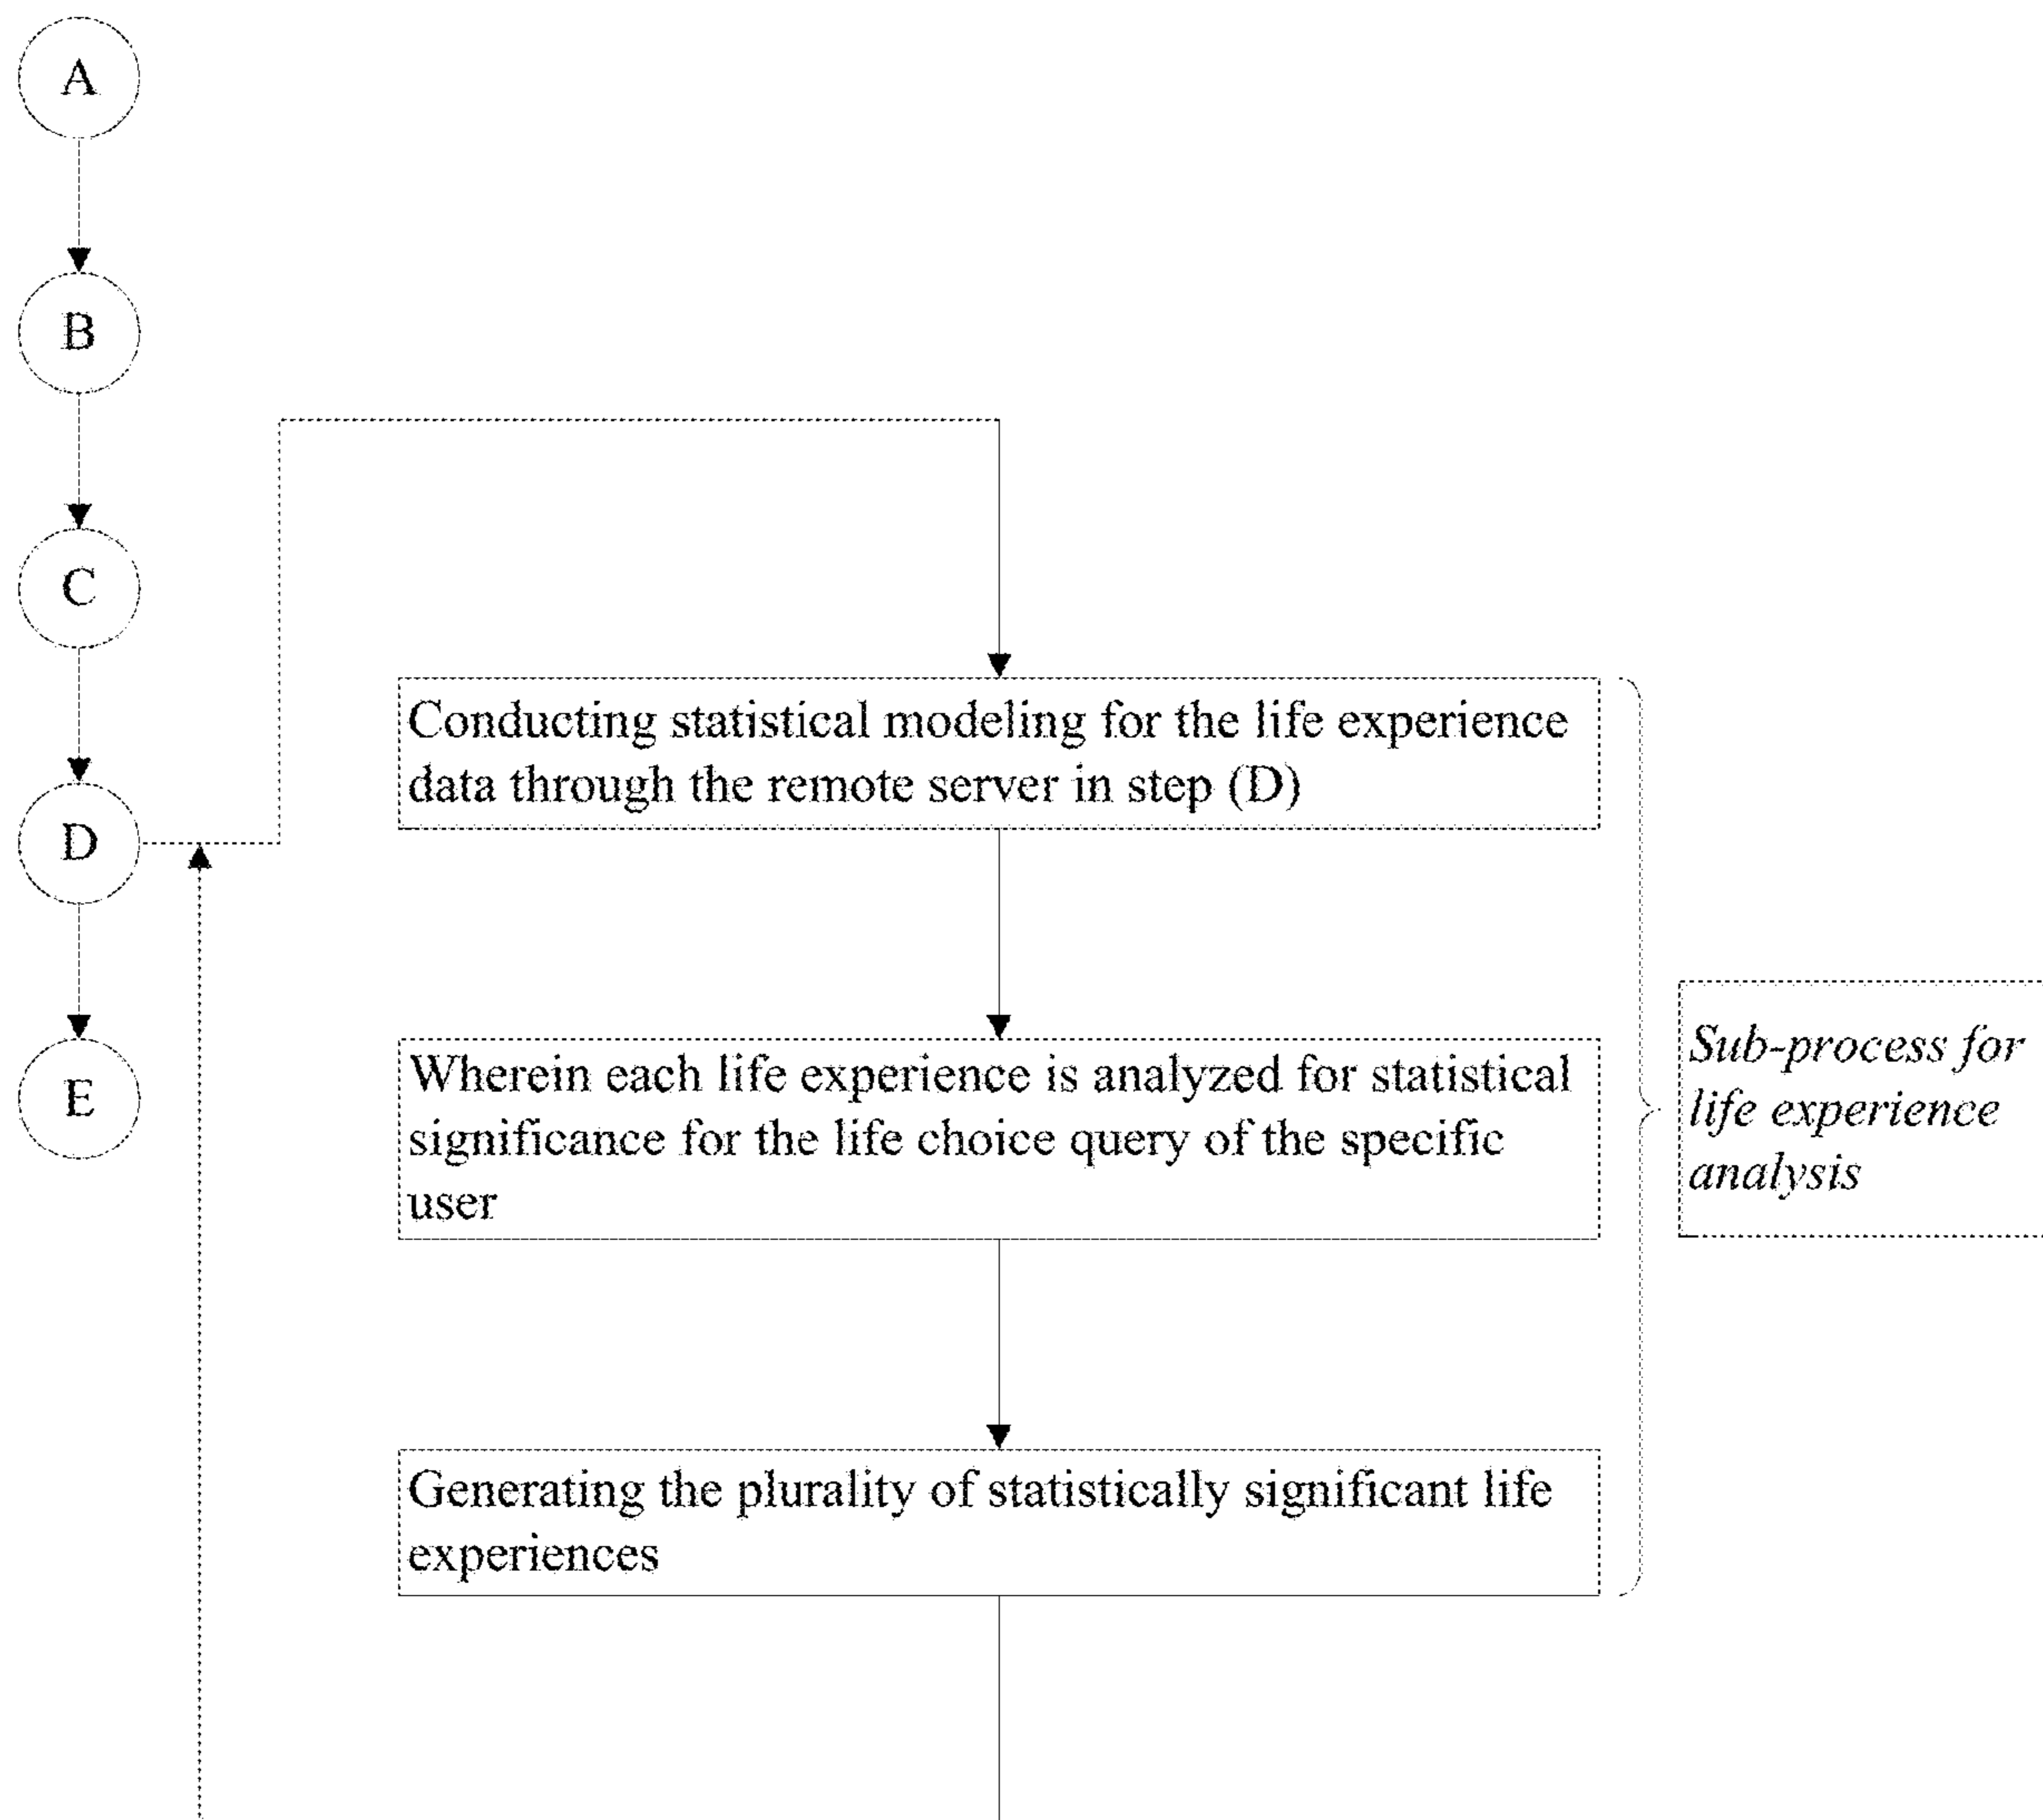 A
B
C
D
E
Conducting statistical modeling for the life experience
data through the remote server in step (D)
Wherein each life experience is analyzed for statistical
significance for the life choice query of the specific
user
Generating the plurality of statistically significant life
experiences
Sub-process for
life experience
analysis